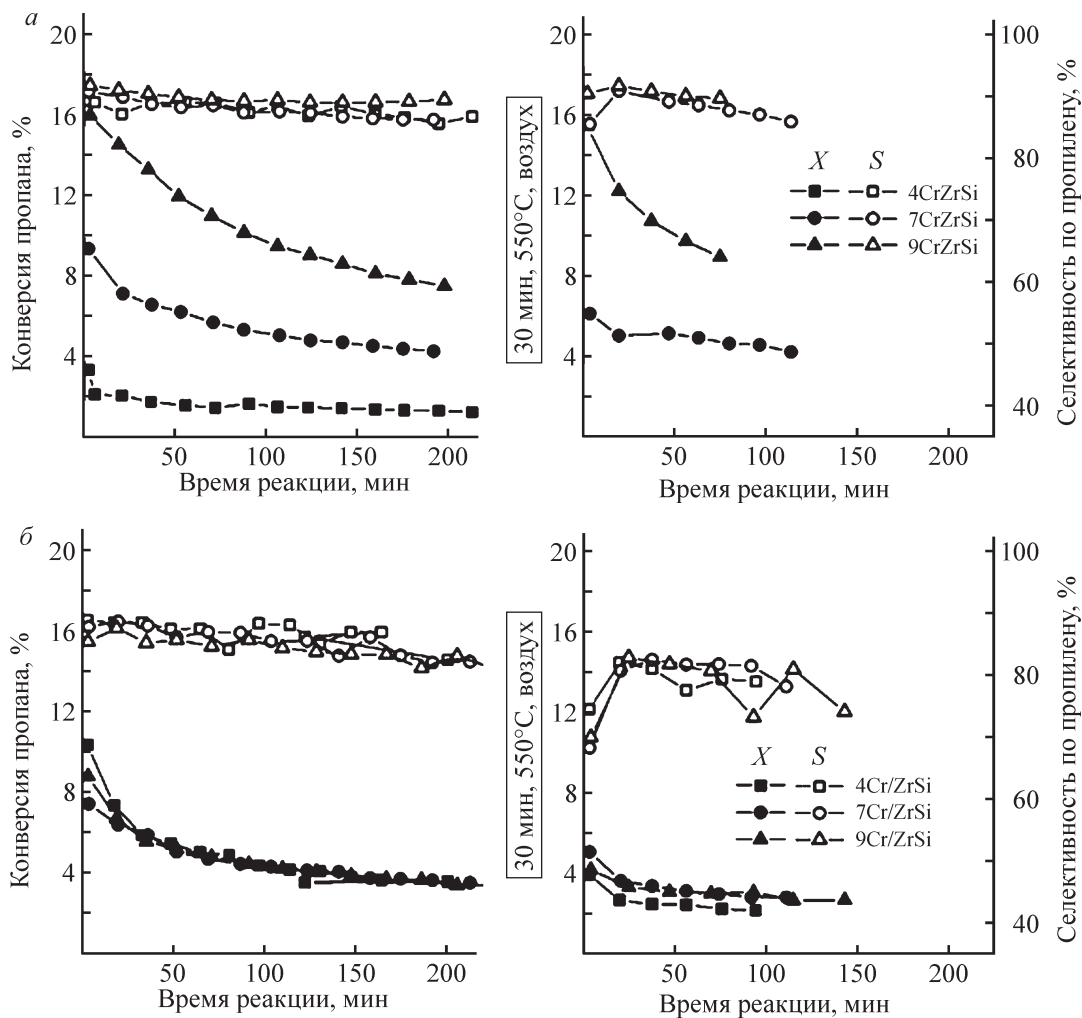 а
20
16
12
8
4
Конверсия пропана, %
50 100 150 200
Время реакции, мин
30 мин, 550°С, воздух
20
16
12
8
4
50 100 150 200
Время реакции, мин
X S
4CrZrSi
7CrZrSi
9CrZrSi
100
80
60
40
Селективность по пропилену, %
б
20
16
12
8
4
Конверсия пропана, %
50 100 150 200
Время реакции, мин
30 мин, 550°С, воздух
20
16
12
8
4
50 100 150 200
Время реакции, мин
X S
4Cr/ZrSi
7Cr/ZrSi
9Cr/ZrSi
100
80
60
40
Селективность по пропилену, %